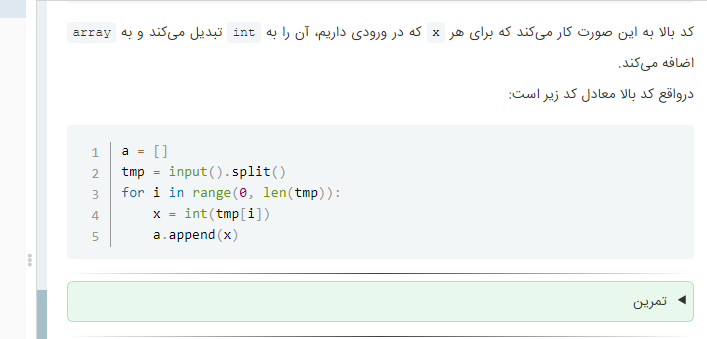 کد بالا به این صورت کار می‌کند که برای هر x که در ورودی داریم، آن را به int تبدیل می‌کند و به array
اضافه می‌کند.
درواقع کد بالا معادل کد زیر است:
1 a = []
2 tmp = input().split()
3 for i in range(0, len(tmp)):
4     x = int(tmp[i])
5     a.append(x)
تمرین